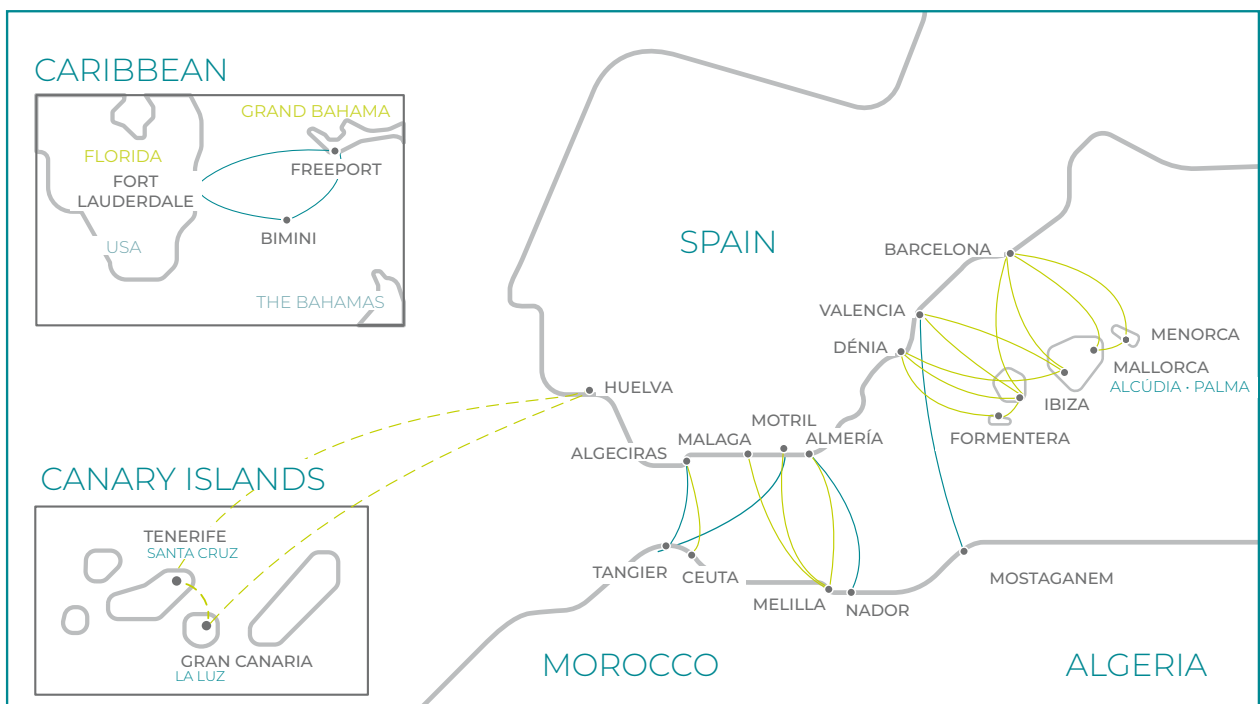 CARIBBEAN
GRAND BAHAMA
FLORIDA
FREEPORT
FORT
LAUDERDALE
BIMINI
USA
THE BAHAMAS
SPAIN
BARCELONA
VALENCIA
DÉNIA
MENORCA
MALLORCA
ALCÚDIA · PALMA
IBIZA
FORMENTERA
HUELVA
MOTRIL
MALAGA
ALMERÍA
ALGECIRAS
CANARY ISLANDS
TENERIFE
SANTA CRUZ
GRAN CANARIA
LA LUZ
TANGIER
CEUTA
MELILLA
NADOR
MOSTAGANEM
MOROCCO
ALGERIA